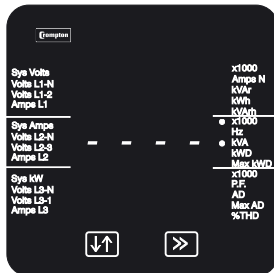 Crompton
Sys Volts
Volts L1-N
Volts L1-2
Amps L1
Sys Amps
Volts L2-N
Volts L2-3
Amps L2
Sys kW
Volts L3-N
Volts L3-1
Amps L3
- - - -
x1000
Amps N
kVAr
kWh
kVArh
x1000
Hz
kVA
kWD
Max kWD
x1000
P.F.
AD
Max AD
%THD
↓↑
>>